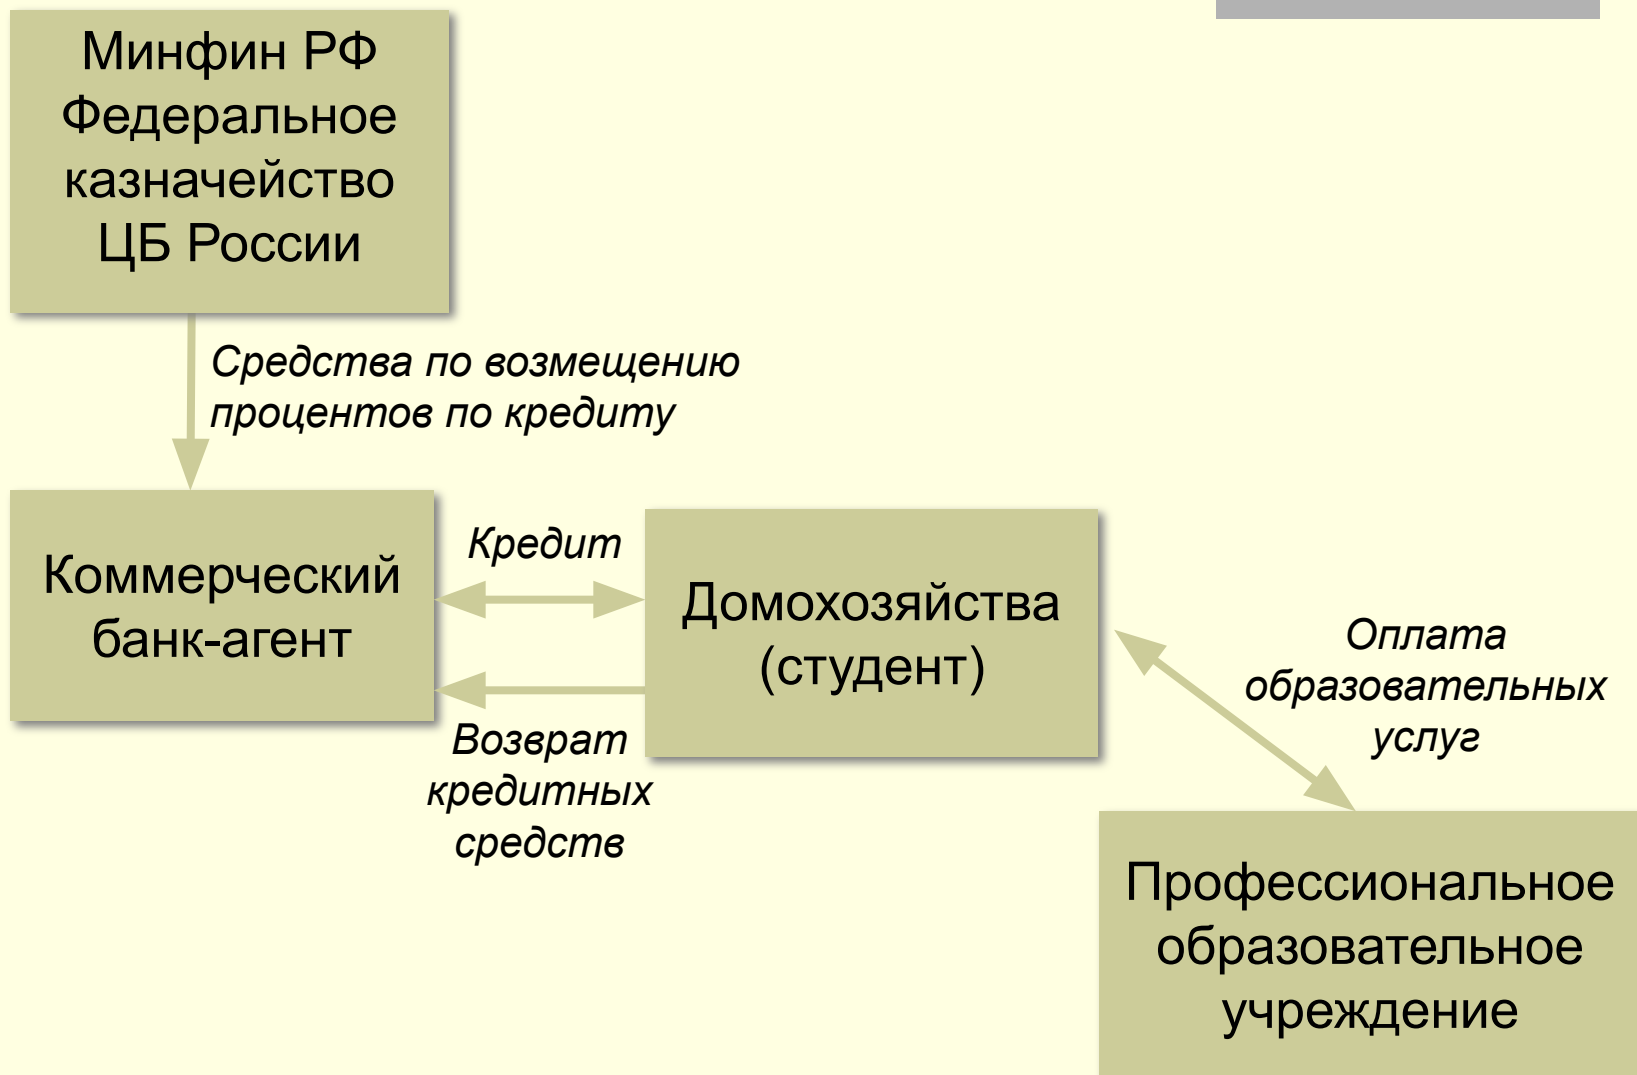 Минфин РФ
Федеральное
казначейство
ЦБ России
Средства по возмещению
процентов по кредиту
Коммерческий
банк-агент
Кредит
Возврат
кредитных
средств
Домохозяйства
(студент)
Оплата
образовательных
услуг
Профессиональное
образовательное
учреждение